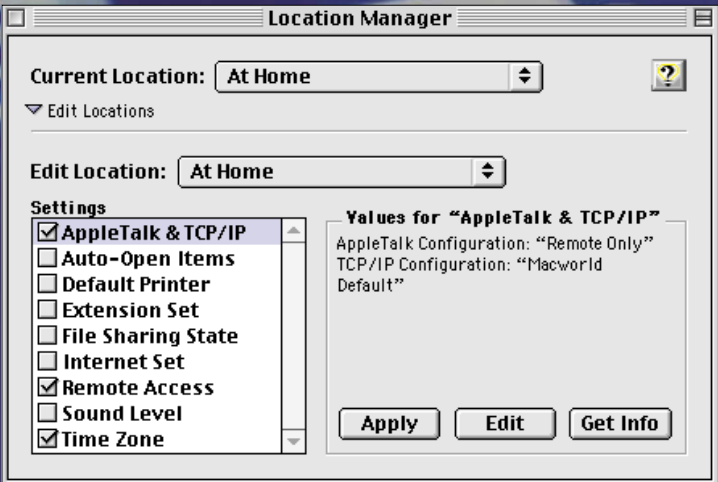 Location Manager
Current Location: At Home
?
Edit Locations
Edit Location: At Home
Settings
AppleTalk & TCP/IP
Auto-Open Items
Default Printer
Extension Set
File Sharing State
Internet Set
Remote Access
Sound Level
Time Zone
Values for “AppleTalk & TCP/IP”
AppleTalk Configuration: “Remote Only”
TCP/IP Configuration: “Macworld
Default”
Apply Edit Get Info